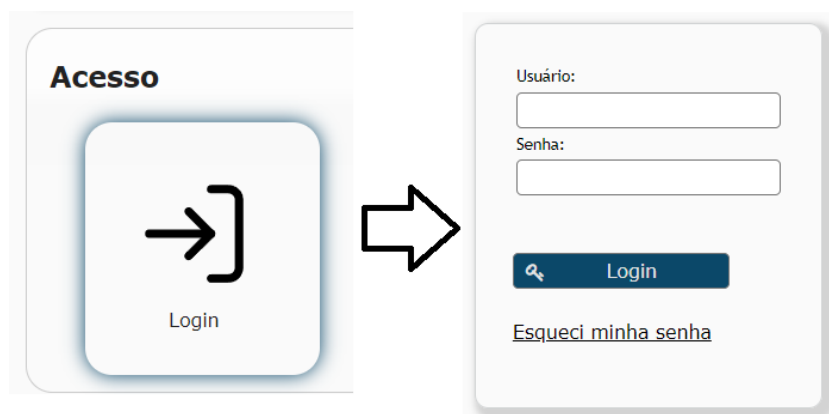 Acesso
Login
Usuário:
Senha:
Login
Esqueci minha senha